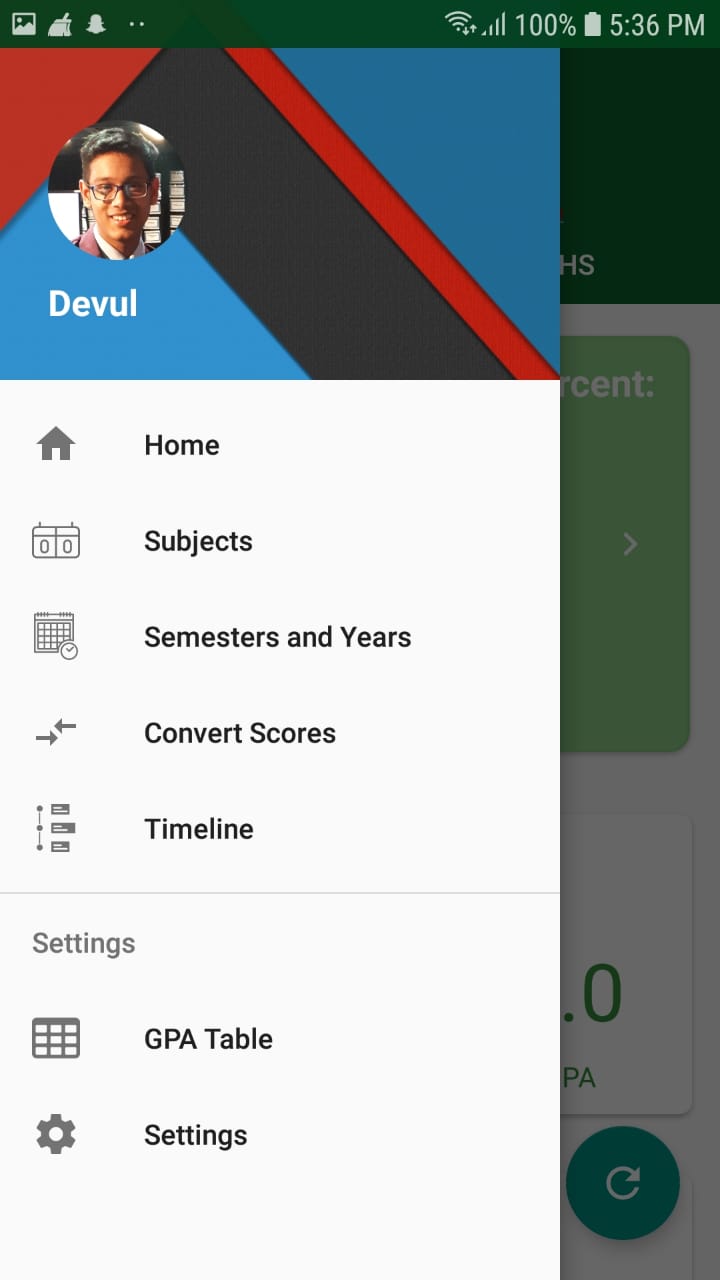 100% 5:36 PM
HS
Devul
rcent:
Home
Subjects
Semesters and Years
Convert Scores
Timeline
Settings
.0
GPA Table
PA
Settings